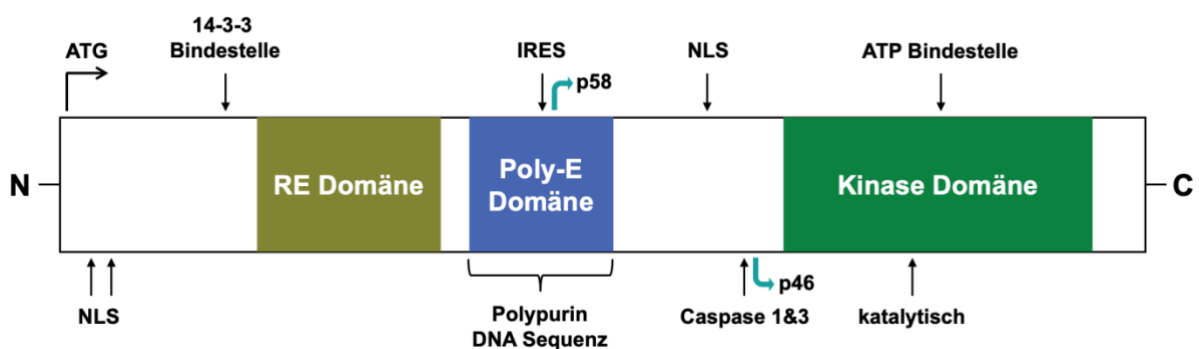 14-3-3
ATG
Bindestelle
IRES
NLS
ATP Bindestelle
p58
N
RE Domäne
Poly-E
Domäne
Kinase Domäne
C
p46
NLS
Polypurin
DNA Sequenz
Caspase 1&3
katalytisch